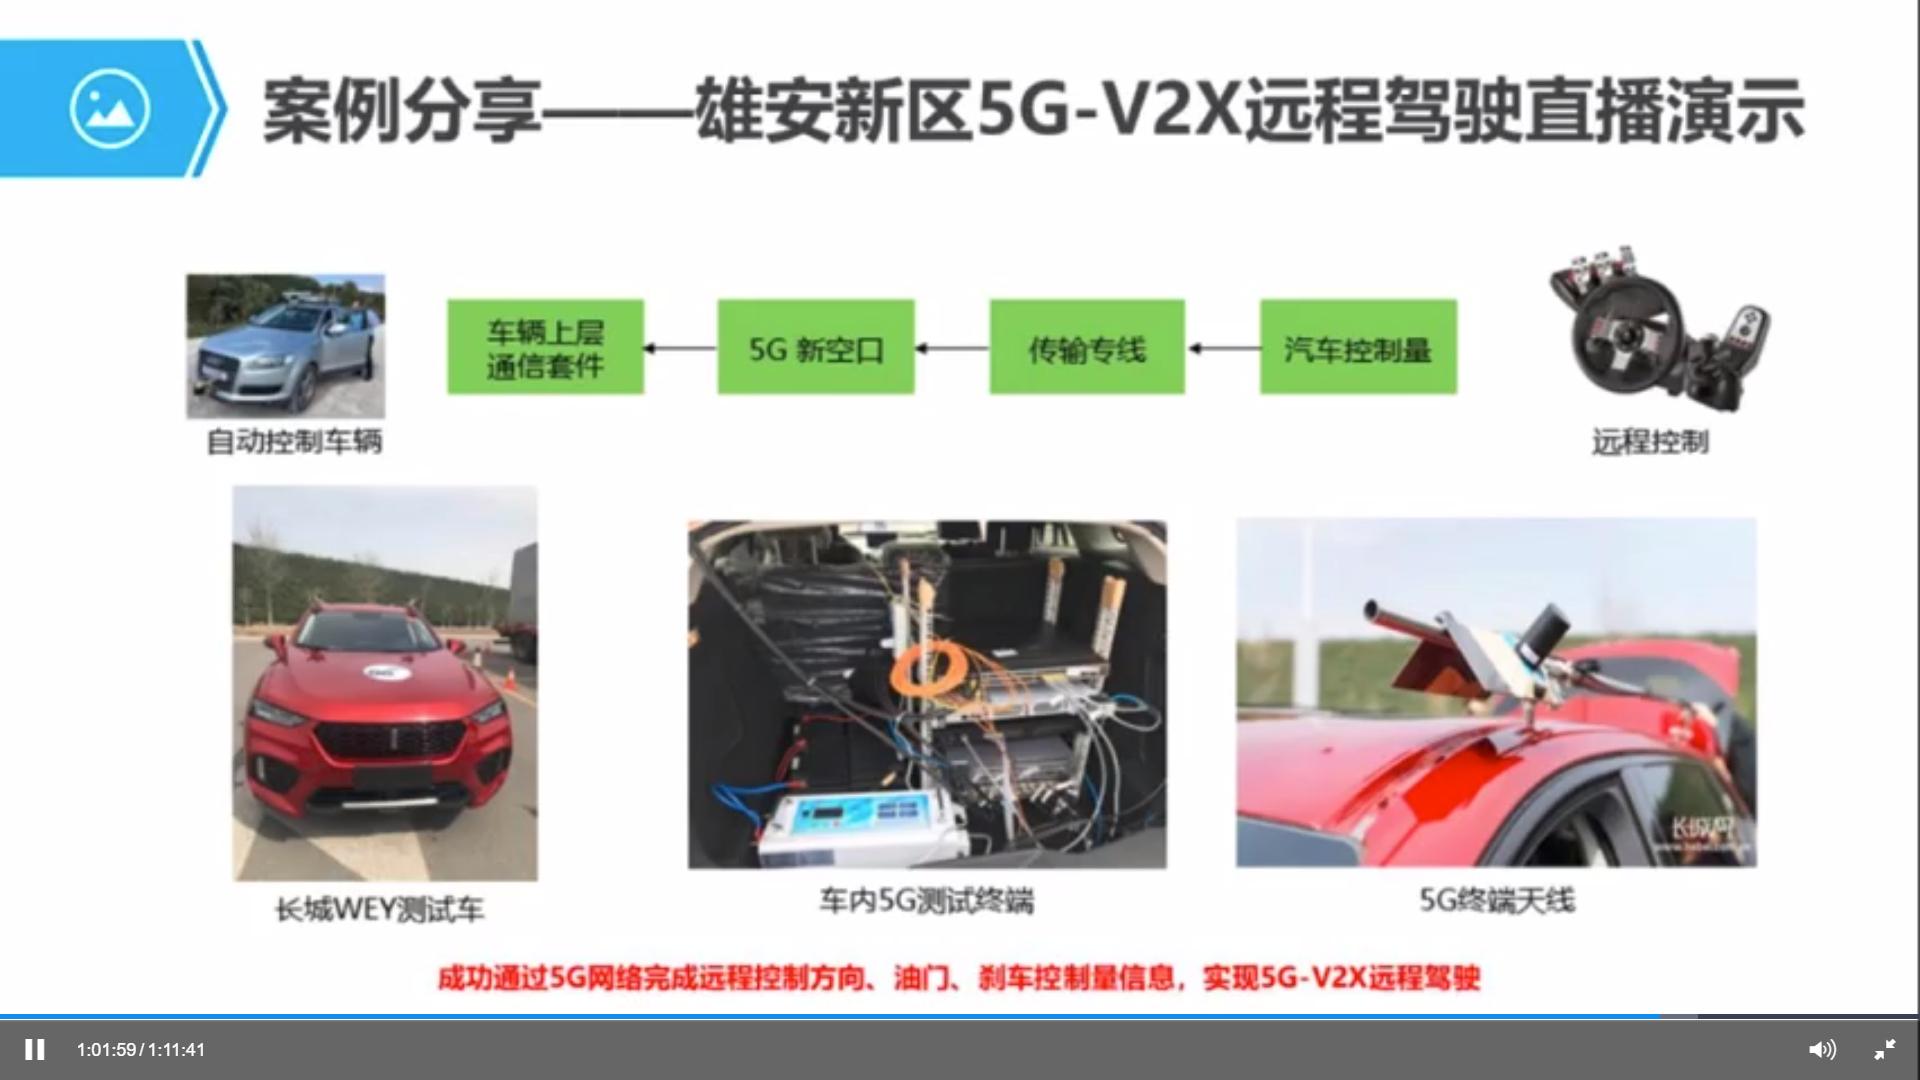 案例分享——雄安新区5G-V2X远程驾驶直播演示
车辆上层
通信套件
5G 新空口
传输专线
汽车控制量
自动控制车辆
远程控制
长城WEY测试车
车内5G测试终端
长城网
5G终端天线
成功通过5G网络完成远程控制方向、油门、刹车控制量信息，实现5G-V2X远程驾驶
1:01:59/1:11:41